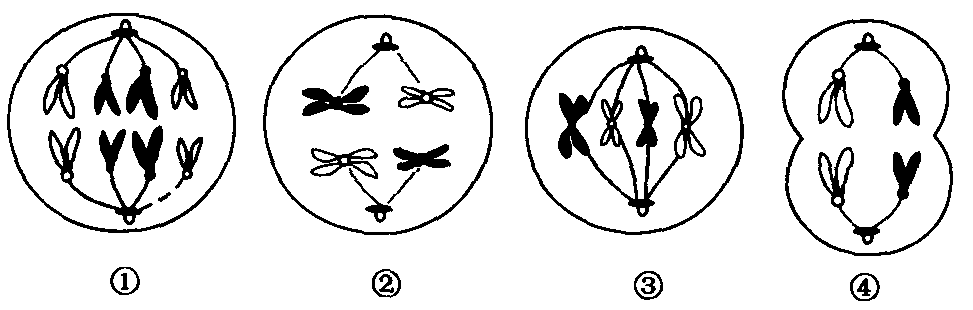 ① ② ③ ④